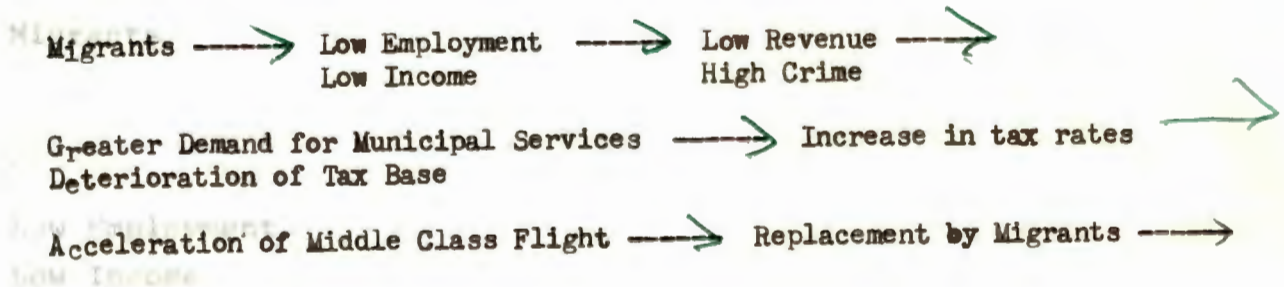 Migrants ----> Low Employment ----> Low Revenue ---->
Low Income High Crime
Greater Demand for Municipal Services ----> Increase in tax rates ⟶
Deterioration of Tax Base
Acceleration of Middle Class Flight ----> Replacement by Migrants ---->